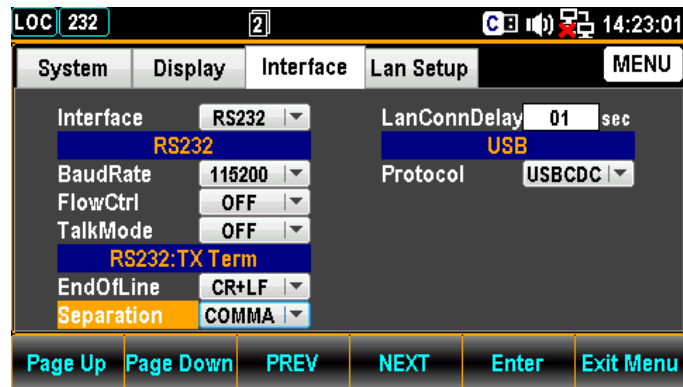 LOC 232 2 C 14:23:01
System Display Interface Lan Setup MENU
Interface RS232 LanConnDelay 01 sec
RS232 USB
BaudRate 115200 Protocol USBCDC
FlowCtrl OFF
TalkMode OFF
RS232:TX Term
EndOfLine CR+LF
Separation COMMA
Page Up Page Down PREV NEXT Enter Exit Menu